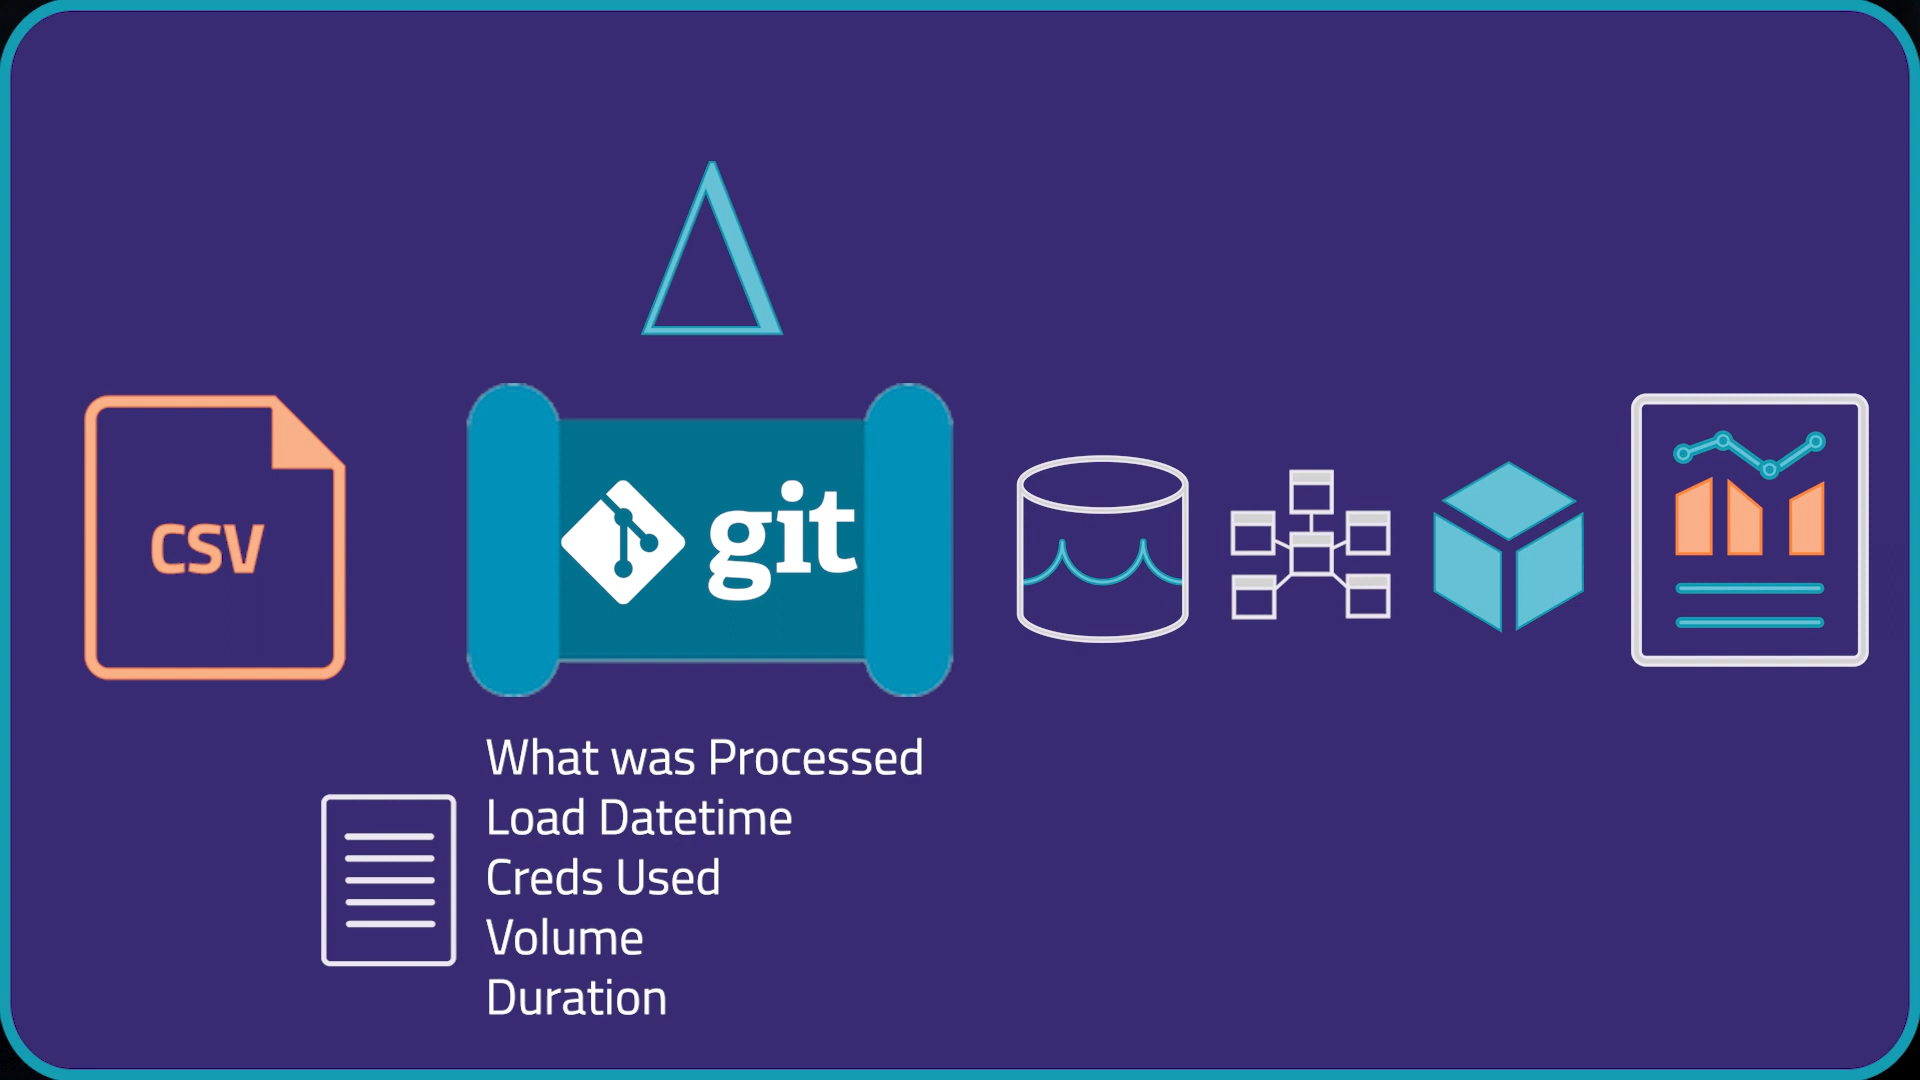 CSV
git
What was Processed
Load Datetime
Creds Used
Volume
Duration